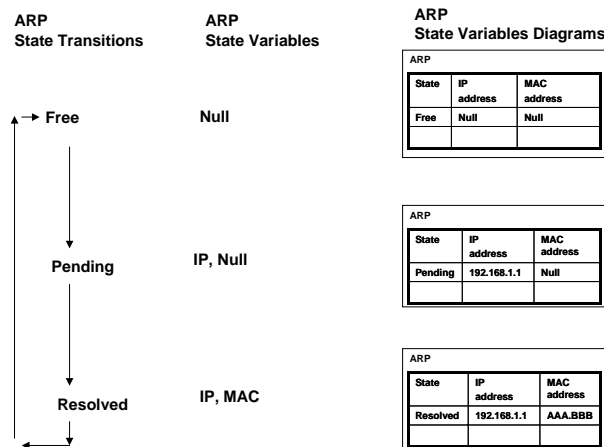 ARP
State Transitions
ARP
State Variables
ARP
State Variables Diagrams
Free
Null
ARP
State IP address MAC address
Free Null Null
Pending
IP, Null
ARP
State IP address MAC address
Pending 192.168.1.1 Null
Resolved
IP, MAC
ARP
State IP address MAC address
Resolved 192.168.1.1 AAA.BBB